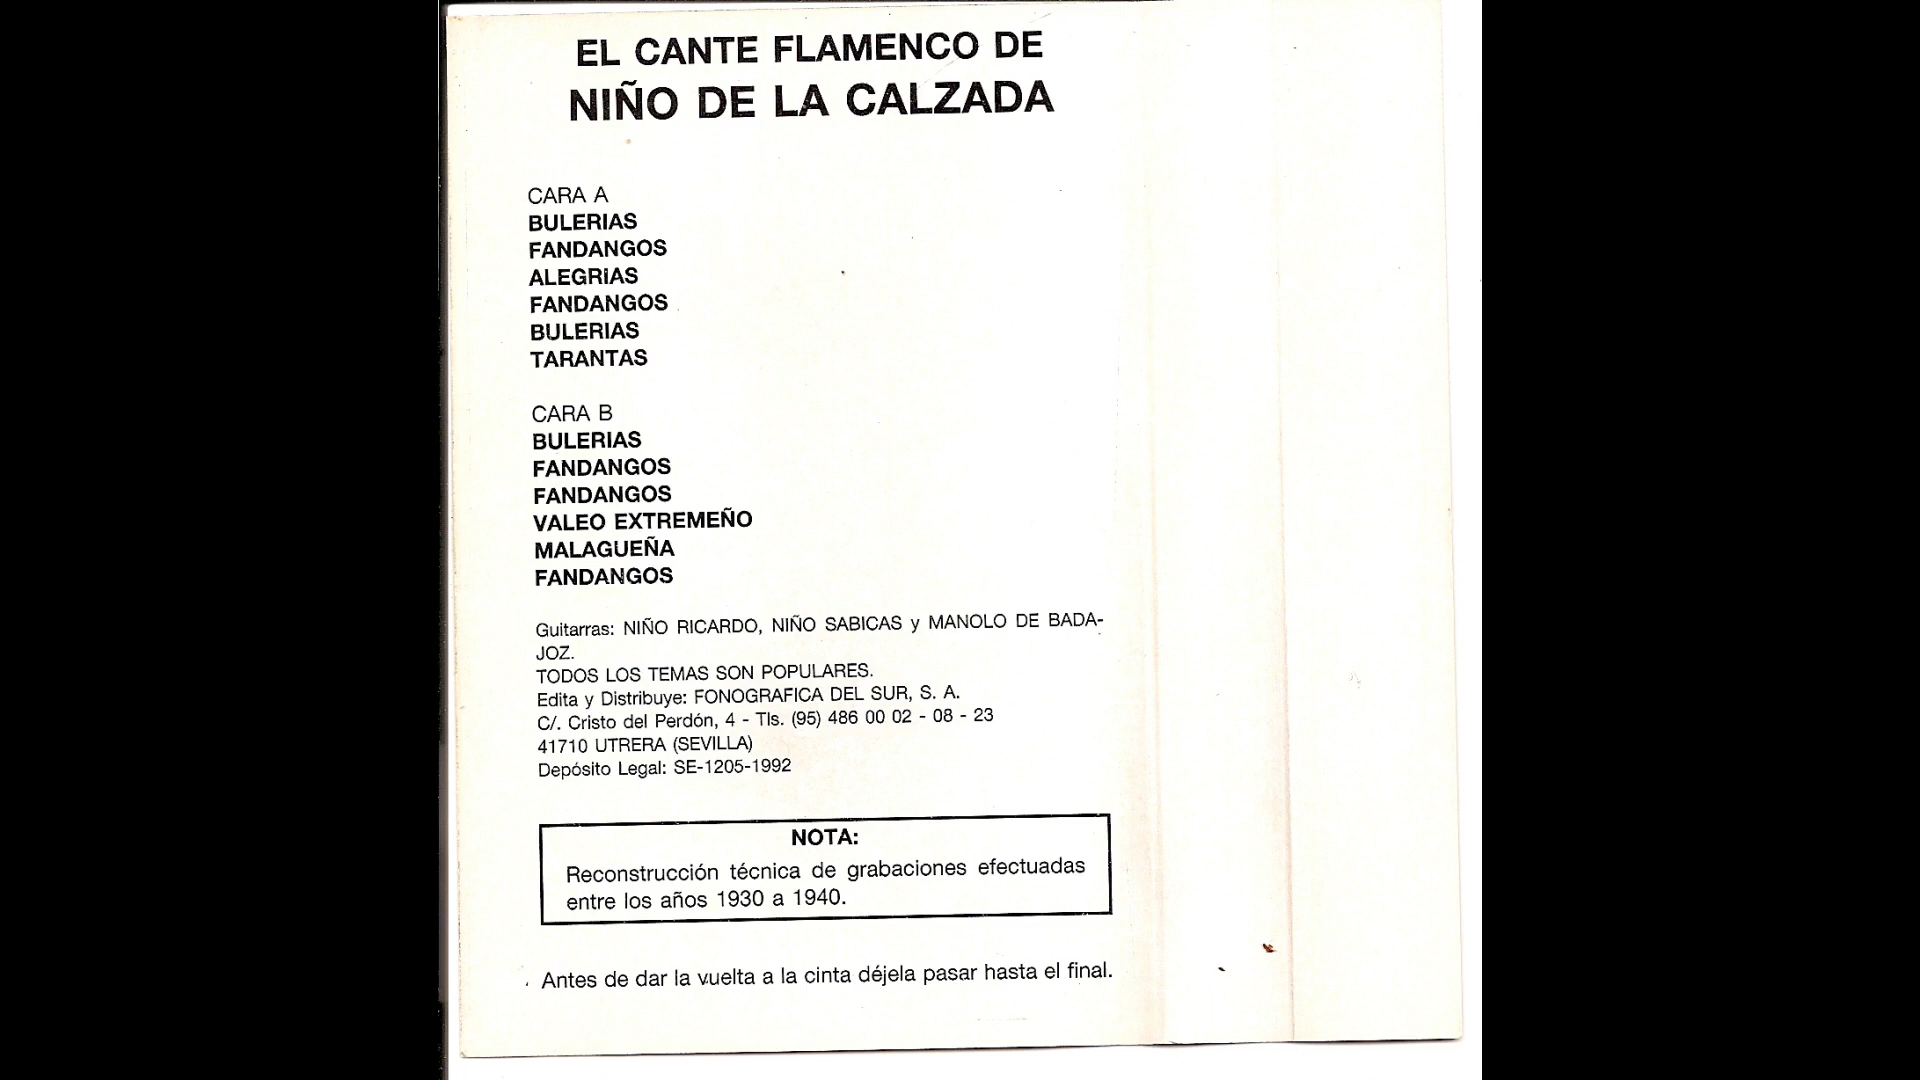 EL CANTE FLAMENCO DE
NIÑO DE LA CALZADA
CARA A
BULERIAS
FANDANGOS
ALEGRIAS
FANDANGOS
BULERIAS
TARANTAS
CARA B
BULERIAS
FANDANGOS
FANDANGOS
VALEO EXTREMEÑO
MALAGUEÑA
FANDANGOS
Guitarras: NIÑO RICARDO, NIÑO SABICAS y MANOLO DE BADA-
JOZ.
TODOS LOS TEMAS SON POPULARES.
Edita y Distribuye: FONOGRAFICA DEL SUR, S. A.
C/. Cristo del Perdón, 4 - Tls. (95) 486 00 02 - 08 - 23
41710 UTRERA (SEVILLA)
Depósito Legal: SE-1205-1992
NOTA:
Reconstrucción técnica de grabaciones efectuadas
entre los años 1930 a 1940.
Antes de dar la vuelta a la cinta déjela pasar hasta el final.